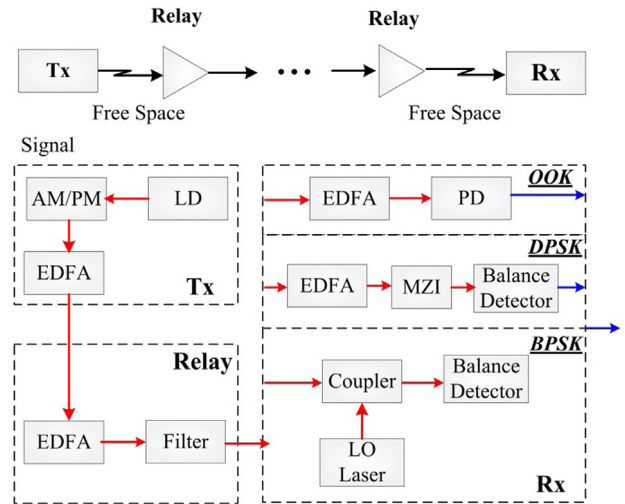 Relay
Relay
Tx
Rx
Free Space
Free Space
Signal
AM/PM
LD
EDFA
Tx
Relay
EDFA
Filter
OOK
EDFA
PD
DPSK
EDFA
MZI
Balance
Detector
BPSK
Coupler
Balance
Detector
LO
Laser
Rx